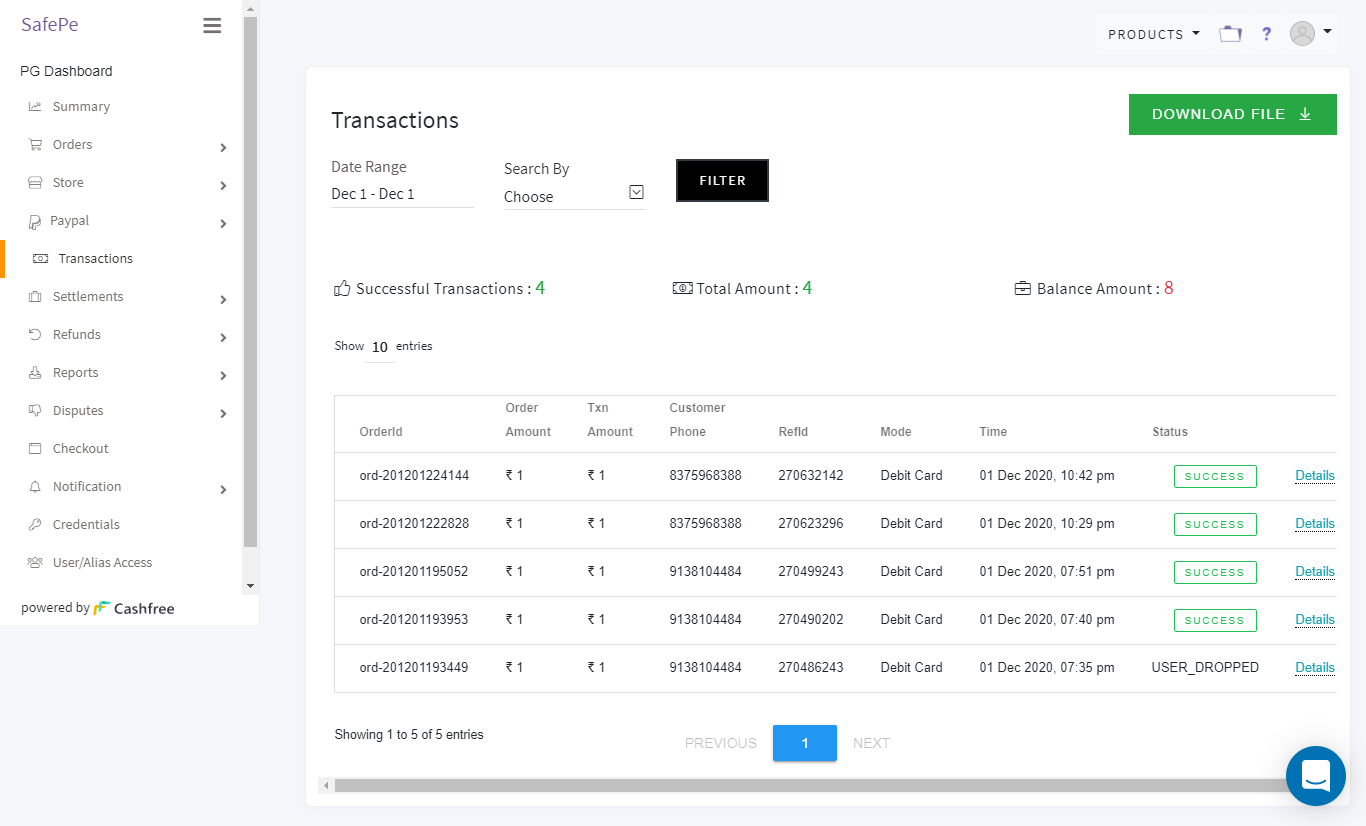 SafePe
PG Dashboard
Summary
Orders
Store
Paypal
Transactions
Settlements
Refunds
Reports
Disputes
Checkout
Notification
Credentials
User/Alias Access
powered by Cashfree
PRODUCTS ?
Transactions
DOWNLOAD FILE
Date Range
Dec 1 - Dec 1
Search By
Choose
FILTER
Successful Transactions : 4
Total Amount : 4
Balance Amount : 8
Show 10 entries
OrderId Order Amount Txn Amount Customer Phone RefId Mode Time Status
ord-201201224144 ₹ 1 ₹ 1 8375968388 270632142 Debit Card 01 Dec 2020, 10:42 pm SUCCESS Details
ord-201201222828 ₹ 1 ₹ 1 8375968388 270623296 Debit Card 01 Dec 2020, 10:29 pm SUCCESS Details
ord-201201195052 ₹ 1 ₹ 1 9138104484 270499243 Debit Card 01 Dec 2020, 07:51 pm SUCCESS Details
ord-201201193953 ₹ 1 ₹ 1 9138104484 270490202 Debit Card 01 Dec 2020, 07:40 pm SUCCESS Details
ord-201201193449 ₹ 1 ₹ 1 9138104484 270486243 Debit Card 01 Dec 2020, 07:35 pm USER_DROPPED Details
Showing 1 to 5 of 5 entries
PREVIOUS 1 NEXT